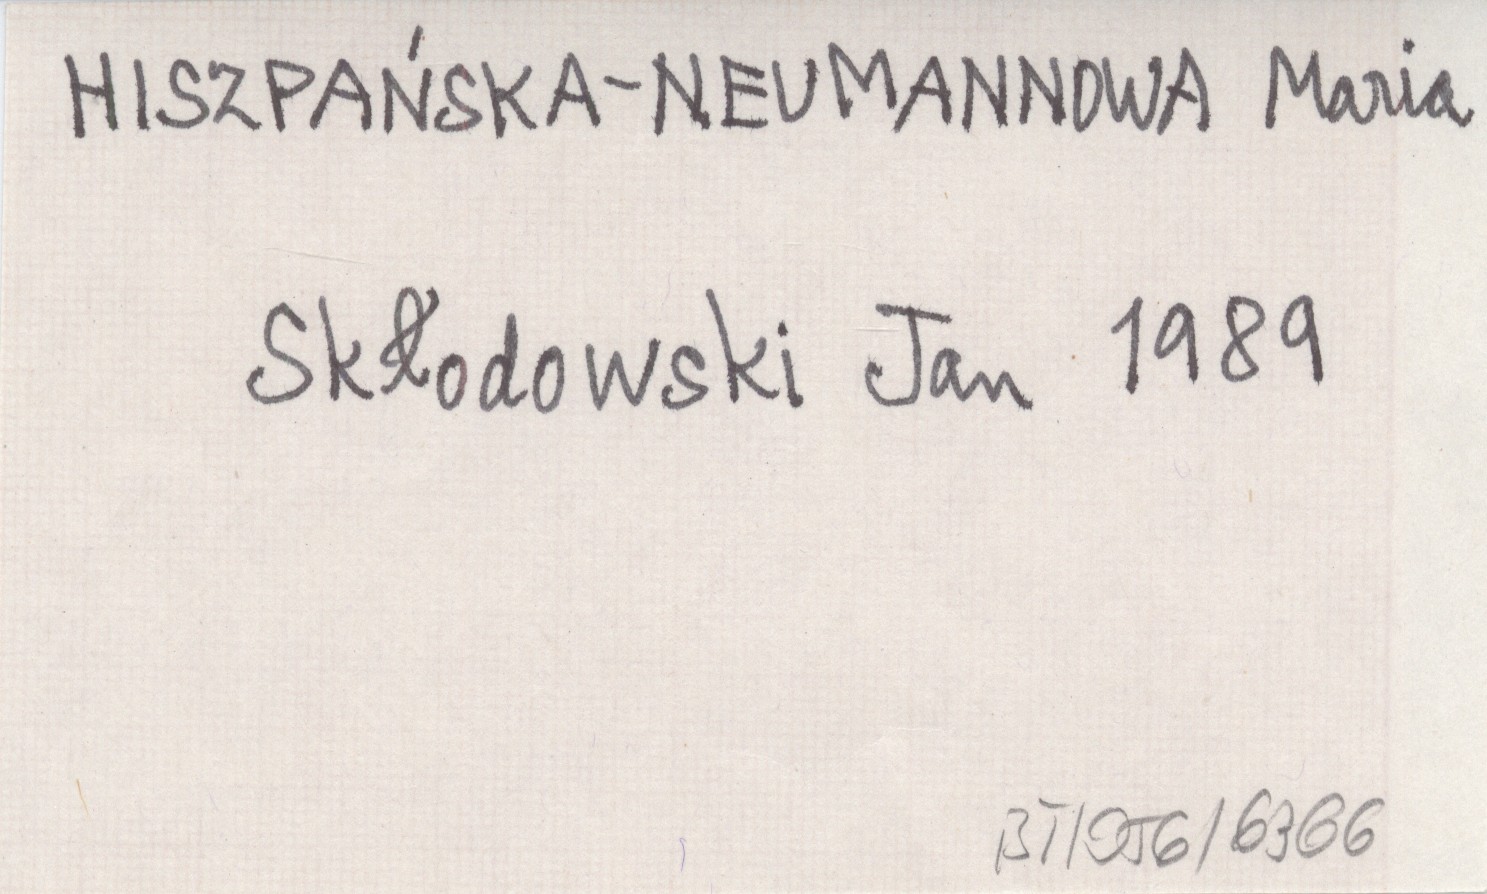 HISZPAŃSKA-NEUMANNOWA Maria
Skłodowski Jan 1989
BT/956/6366